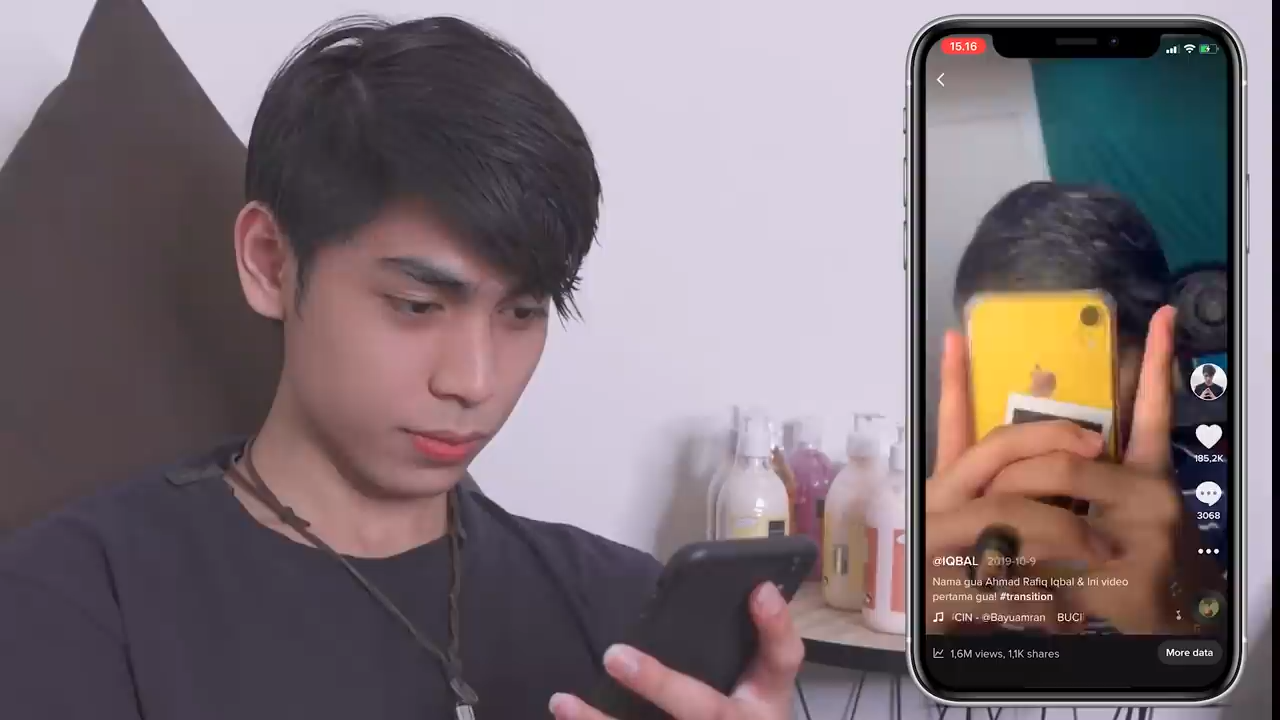 15.16
185,2K
3068
@IQBAL 2019-10-9
Nama gua Ahmad Rafiq Iqbal & Ini video
pertama gua! #transition
CIN - @Bayuamran BUCI
1,6M views, 1,1K shares
More data